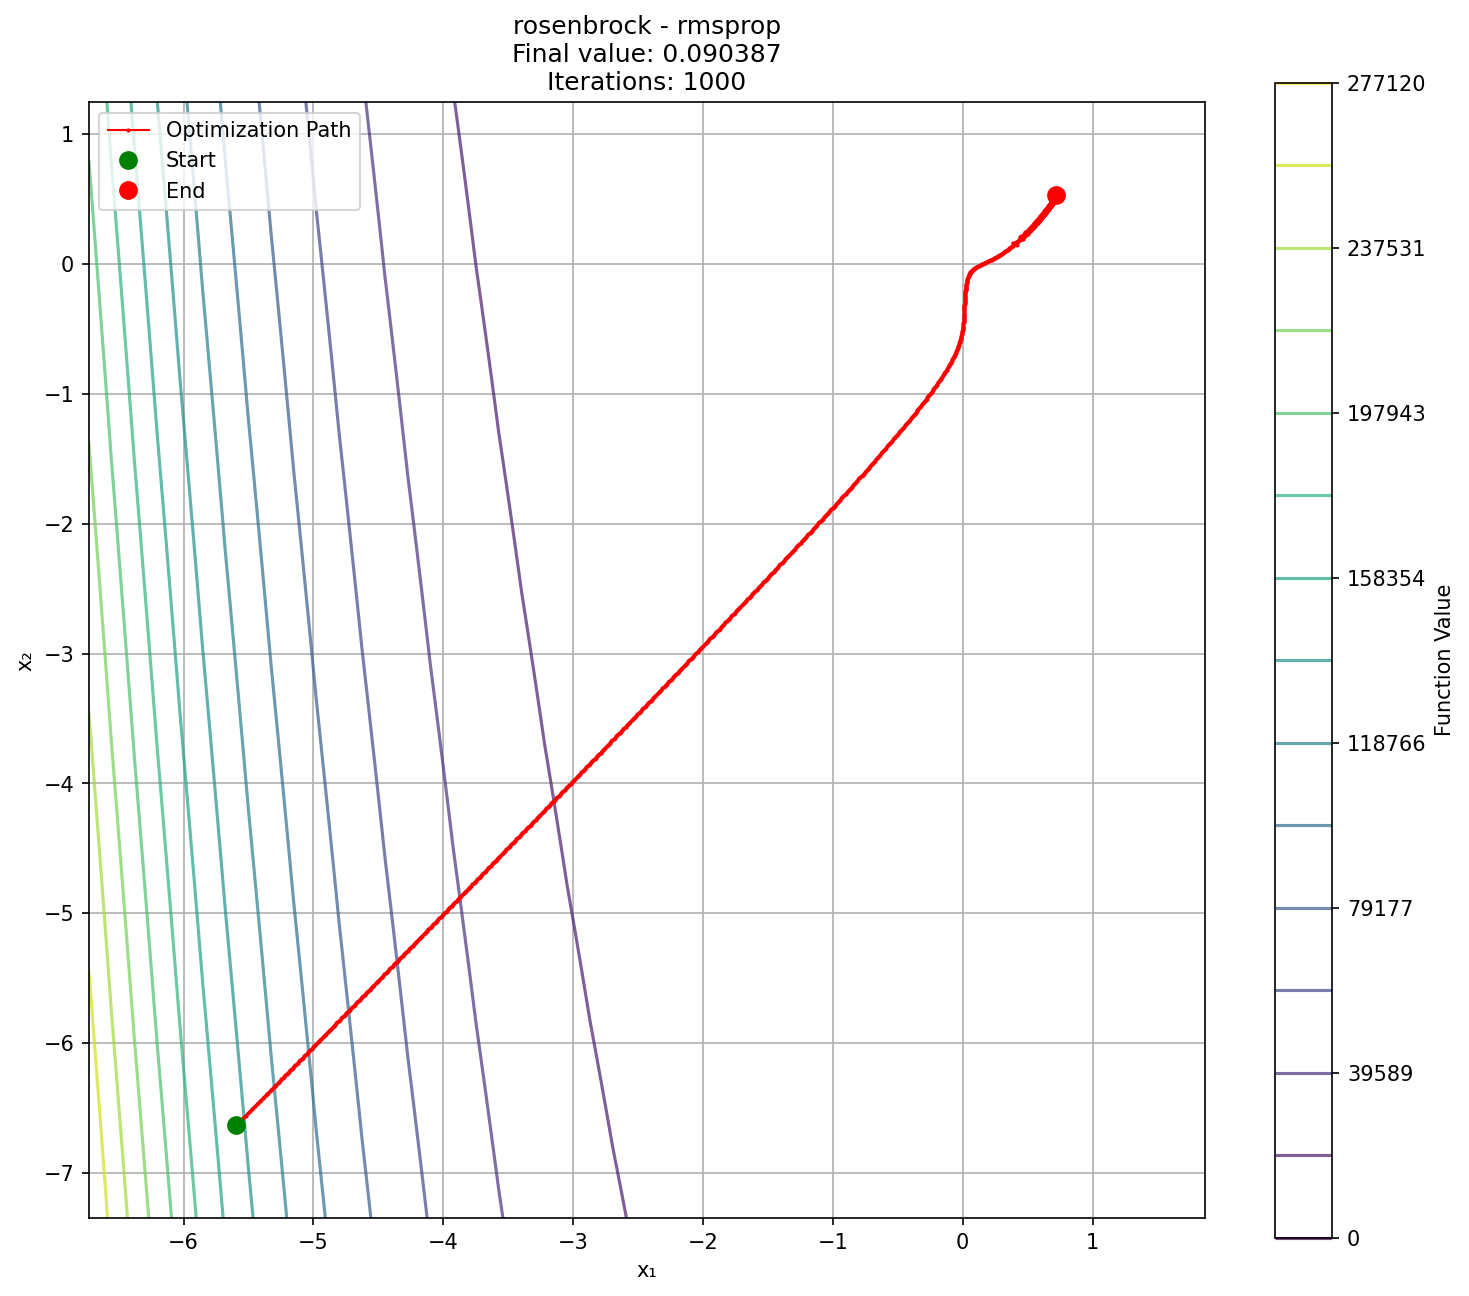 rosenbrock - rmsprop
Final value: 0.090387
Iterations: 1000
Optimization Path
Start
End
1
0
−1
−2
−3
−4
−5
−6
−7
x₂
−6
−5
−4
−3
−2
−1
0
1
x₁
277120
237531
197943
158354
118766
79177
39589
0
Function Value